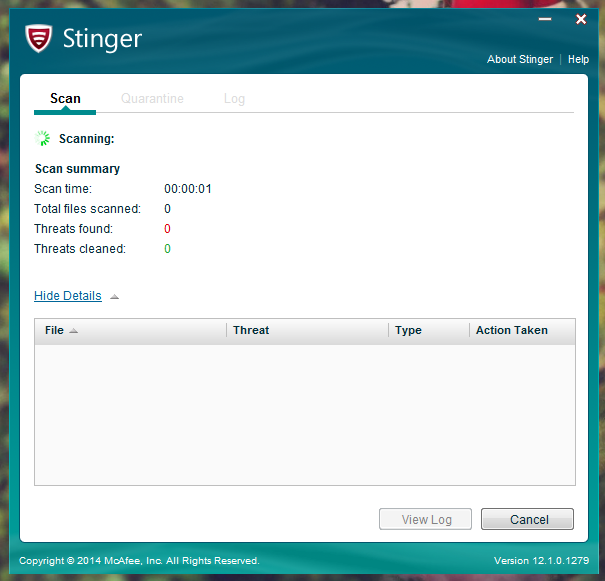 Stinger
About Stinger | Help
Scan Quarantine Log
Scanning:
Scan summary
Scan time: 00:00:01
Total files scanned: 0
Threats found: 0
Threats cleaned: 0
Hide Details
File Threat Type Action Taken
View Log Cancel
Copyright © 2014 McAfee, Inc. All Rights Reserved. Version 12.1.0.1279